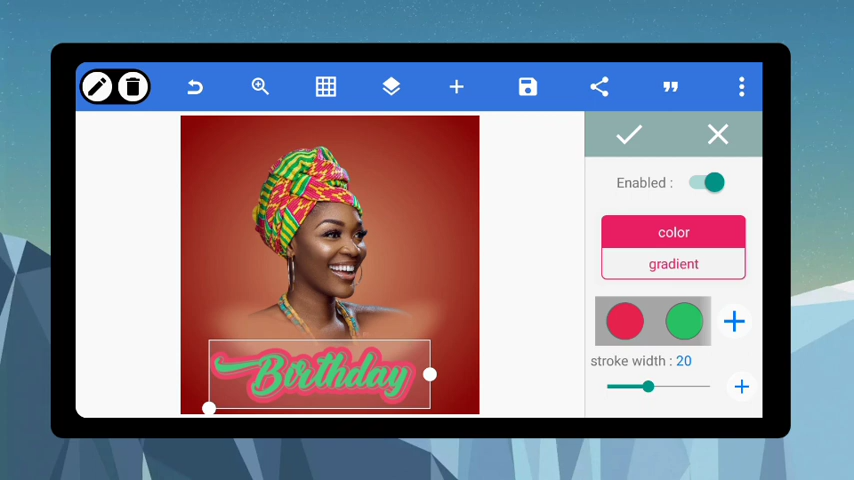 Enabled :
color
gradient
stroke width : 20
Birthday